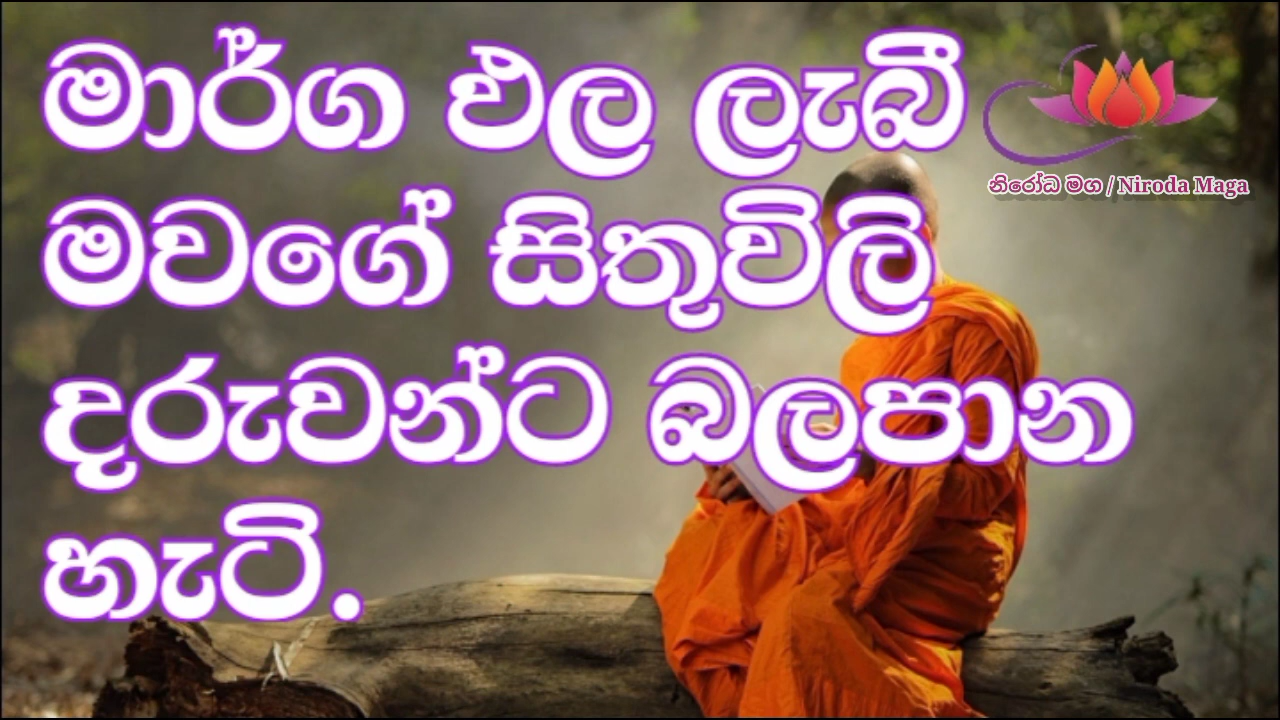 මාර්ග ඵල ලැබී
නිරෝධ මග / Niroda Maga
මවගේ සිතුවිලි
දරුවන්ට බලපාන
හැටි.